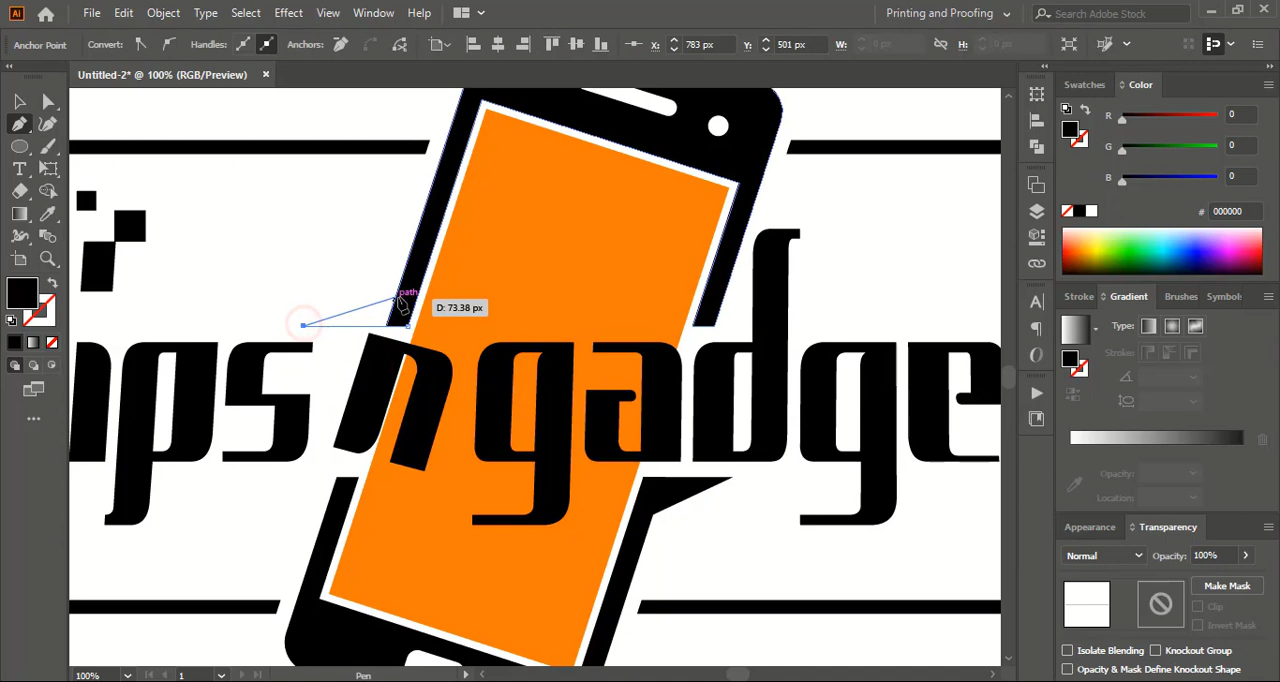 Ai File Edit Object Type Select Effect View Window Help Printing and Proofing Search Adobe Stock
Anchor Point Convert: Handles: Anchors: X: 783 px Y: 501 px W: 0 px H: 0 px
Untitled-2* @ 100% (RGB/Preview)
Swatches Color
R 0
G 0
B 0
# 000000
path
D: 73.38 px
ps n gadge
Stroke Gradient Brushes Symbols
Type:
Stroke:
Opacity:
Location:
Appearance Transparency
Normal Opacity: 100%
Make Mask
Clip
Invert Mask
Isolate Blending Knockout Group
Opacity & Mask Define Knockout Shape
100% 1 Pen